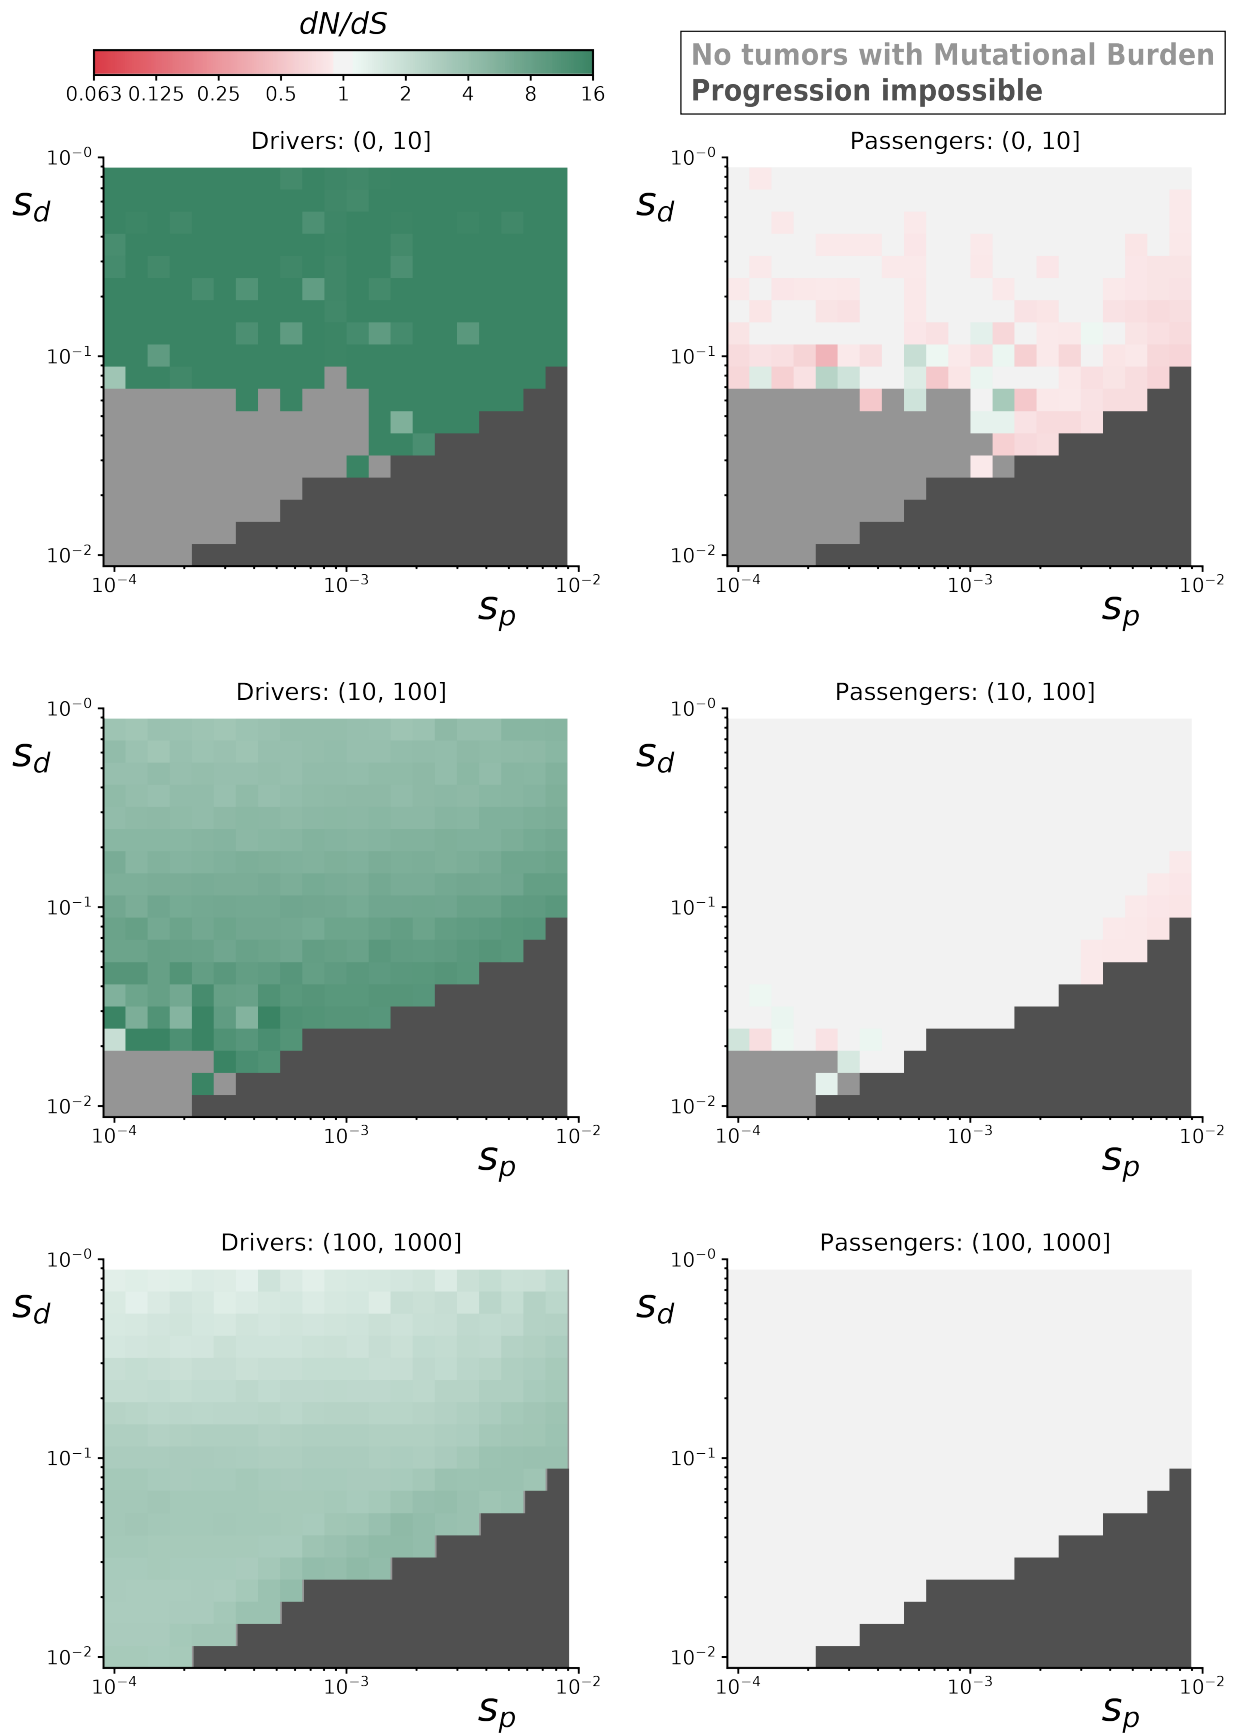 dN/dS
0.063 0.125 0.25 0.5 1 2 4 8 16
No tumors with Mutational Burden
Progression impossible
Drivers: (0, 10]
10⁻⁰
s_d
10⁻¹
10⁻²
10⁻⁴ 10⁻³ 10⁻²
s_p
Passengers: (0, 10]
10⁻⁰
s_d
10⁻¹
10⁻²
10⁻⁴ 10⁻³ 10⁻²
s_p
Drivers: (10, 100]
10⁻⁰
s_d
10⁻¹
10⁻²
10⁻⁴ 10⁻³ 10⁻²
s_p
Passengers: (10, 100]
10⁻⁰
s_d
10⁻¹
10⁻²
10⁻⁴ 10⁻³ 10⁻²
s_p
Drivers: (100, 1000]
10⁻⁰
s_d
10⁻¹
10⁻²
10⁻⁴ 10⁻³ 10⁻²
s_p
Passengers: (100, 1000]
10⁻⁰
s_d
10⁻¹
10⁻²
10⁻⁴ 10⁻³ 10⁻²
s_p